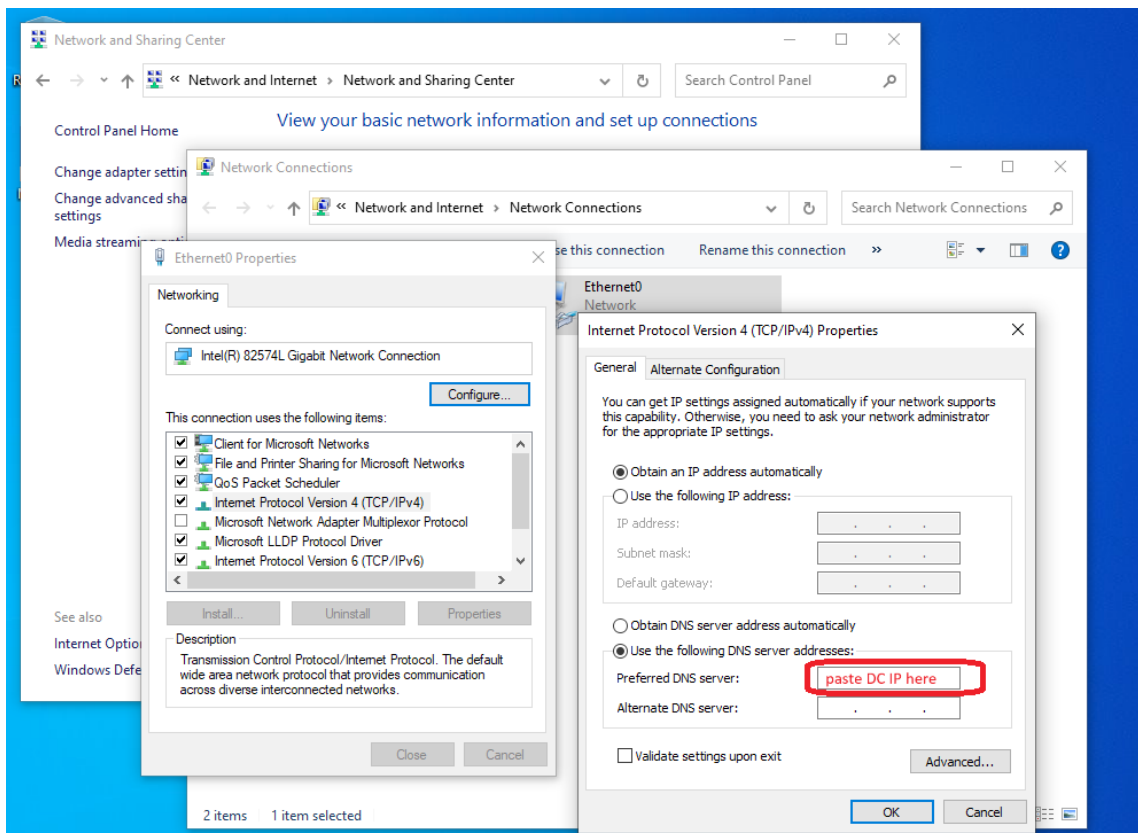 Network and Sharing Center
Network and Internet > Network and Sharing Center
Search Control Panel
Control Panel Home
View your basic network information and set up connections
Change adapter settin
Change advanced sha
settings
Media streaming opti
Network Connections
« Network and Internet > Network Connections
Search Network Connections
se this connection
Rename this connection
»
Ethernet0
Network
Ethernet0 Properties
Networking
Connect using:
Intel(R) 82574L Gigabit Network Connection
Configure...
This connection uses the following items:
Client for Microsoft Networks
File and Printer Sharing for Microsoft Networks
QoS Packet Scheduler
Internet Protocol Version 4 (TCP/IPv4)
Microsoft Network Adapter Multiplexor Protocol
Microsoft LLDP Protocol Driver
Internet Protocol Version 6 (TCP/IPv6)
Install...
Uninstall
Properties
Description
Transmission Control Protocol/Internet Protocol. The default
wide area network protocol that provides communication
across diverse interconnected networks.
Close
Cancel
See also
Internet Optio
Windows Defe
2 items
1 item selected
Internet Protocol Version 4 (TCP/IPv4) Properties
General
Alternate Configuration
You can get IP settings assigned automatically if your network supports
this capability. Otherwise, you need to ask your network administrator
for the appropriate IP settings.
Obtain an IP address automatically
Use the following IP address:
IP address:
Subnet mask:
Default gateway:
Obtain DNS server address automatically
Use the following DNS server addresses:
Preferred DNS server:
paste DC IP here
Alternate DNS server:
Validate settings upon exit
Advanced...
OK
Cancel